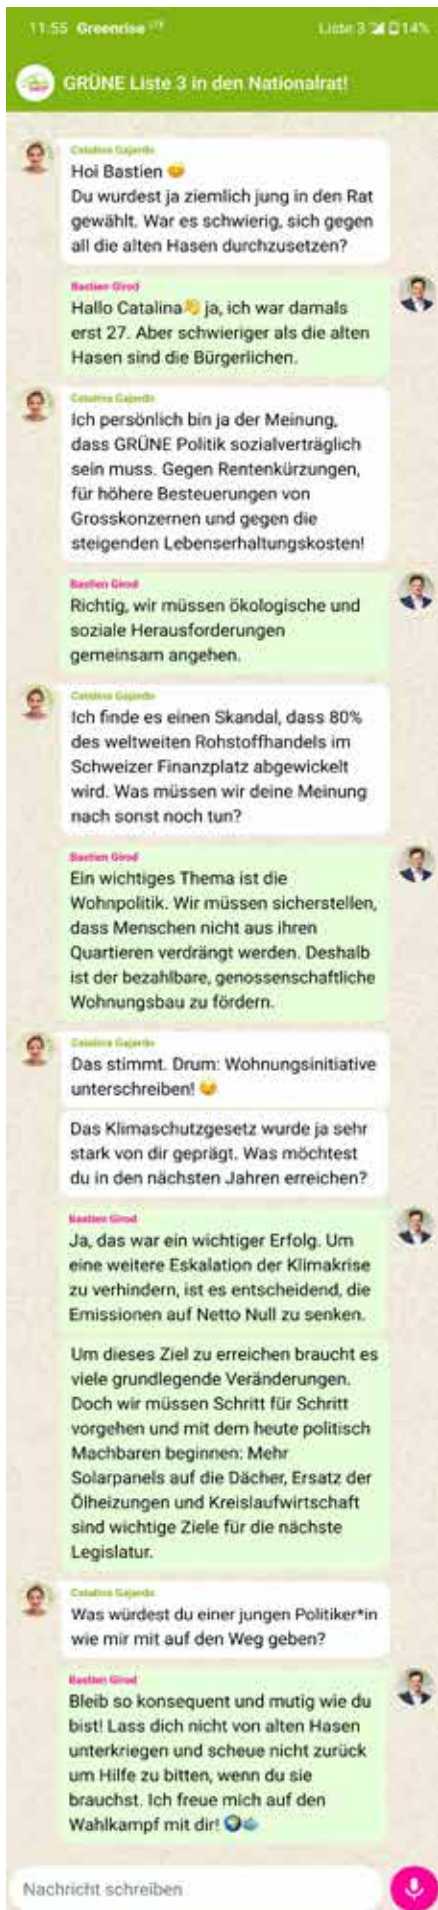 11:55 Greenrise LTE Liste 3 14%
GRÜNE Liste 3 in den Nationalrat!
Catalina Gajardo
Hoi Bastien
Du wurdest ja ziemlich jung in den Rat
gewählt. War es schwierig, sich gegen
all die alten Hasen durchzusetzen?
Bastien Girod
Hallo Catalina ja, ich war damals
erst 27. Aber schwieriger als die alten
Hasen sind die Bürgerlichen.
Catalina Gajardo
Ich persönlich bin ja der Meinung,
dass GRÜNE Politik sozialverträglich
sein muss. Gegen Rentenkürzungen,
für höhere Besteuerungen von
Grosskonzernen und gegen die
steigenden Lebenserhaltungskosten!
Bastien Girod
Richtig, wir müssen ökologische und
soziale Herausforderungen
gemeinsam angehen.
Catalina Gajardo
Ich finde es einen Skandal, dass 80%
des weltweiten Rohstoffhandels im
Schweizer Finanzplatz abgewickelt
wird. Was müssen wir deine Meinung
nach sonst noch tun?
Bastien Girod
Ein wichtiges Thema ist die
Wohnpolitik. Wir müssen sicherstellen,
dass Menschen nicht aus ihren
Quartieren verdrängt werden. Deshalb
ist der bezahlbare, genossenschaftliche
Wohnungsbau zu fördern.
Catalina Gajardo
Das stimmt. Drum: Wohnungsinitiative
unterschreiben!
Das Klimaschutzgesetz wurde ja sehr
stark von dir geprägt. Was möchtest
du in den nächsten Jahren erreichen?
Bastien Girod
Ja, das war ein wichtiger Erfolg. Um
eine weitere Eskalation der Klimakrise
zu verhindern, ist es entscheidend, die
Emissionen auf Netto Null zu senken.
Um dieses Ziel zu erreichen braucht es
viele grundlegende Veränderungen.
Doch wir müssen Schritt für Schritt
vorgehen und mit dem heute politisch
Machbaren beginnen: Mehr
Solarpanels auf die Dächer, Ersatz der
Ölheizungen und Kreislaufwirtschaft
sind wichtige Ziele für die nächste
Legislatur.
Catalina Gajardo
Was würdest du einer jungen Politiker*in
wie mir mit auf den Weg geben?
Bastien Girod
Bleib so konsequent und mutig wie du
bist! Lass dich nicht von alten Hasen
unterkriegen und scheue nicht zurück
um Hilfe zu bitten, wenn du sie
brauchst. Ich freue mich auf den
Wahlkampf mit dir!
Nachricht schreiben